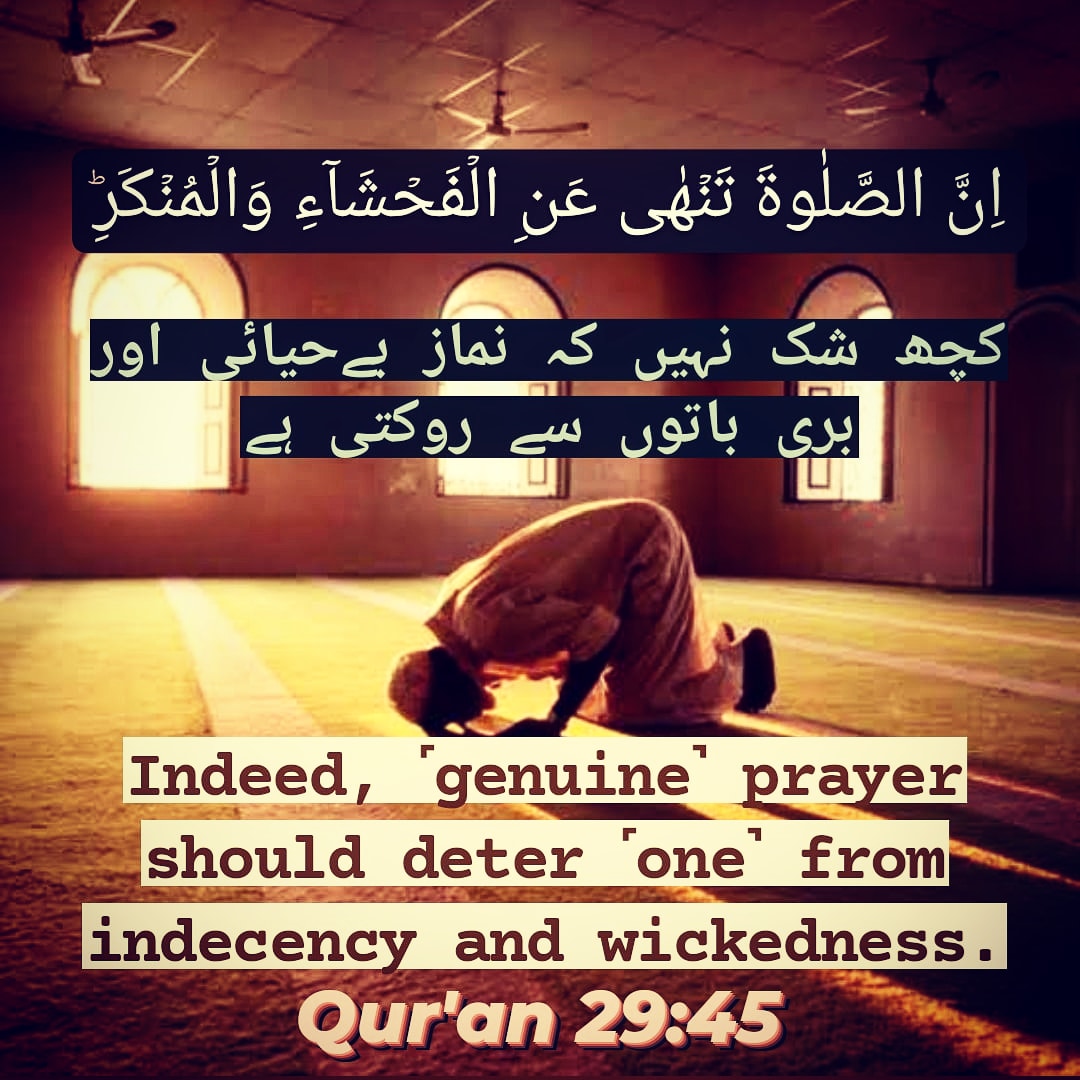 اِنَّ الصَّلٰوةَ تَنۡهٰى عَنِ الۡفَحۡشَآءِ وَالۡمُنۡكَرِؕ
کچھ شک نہیں کہ نماز بےحیائی اور
بری باتوں سے روکتی ہے
Indeed, ˹genuine˺ prayer
should deter ˹one˺ from
indecency and wickedness.
Qur'an 29:45